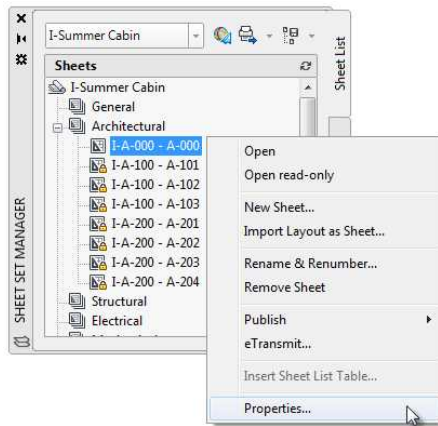 I-Summer Cabin
Sheets
I-Summer Cabin
General
Architectural
I-A-000 - A-000
I-A-100 - A-101
I-A-100 - A-102
I-A-100 - A-103
I-A-200 - A-201
I-A-200 - A-202
I-A-200 - A-203
I-A-200 - A-204
Structural
Electrical
Sheet List
SHEET SET MANAGER
Open
Open read-only
New Sheet...
Import Layout as Sheet...
Rename & Renumber...
Remove Sheet
Publish
eTransmit...
Insert Sheet List Table...
Properties...